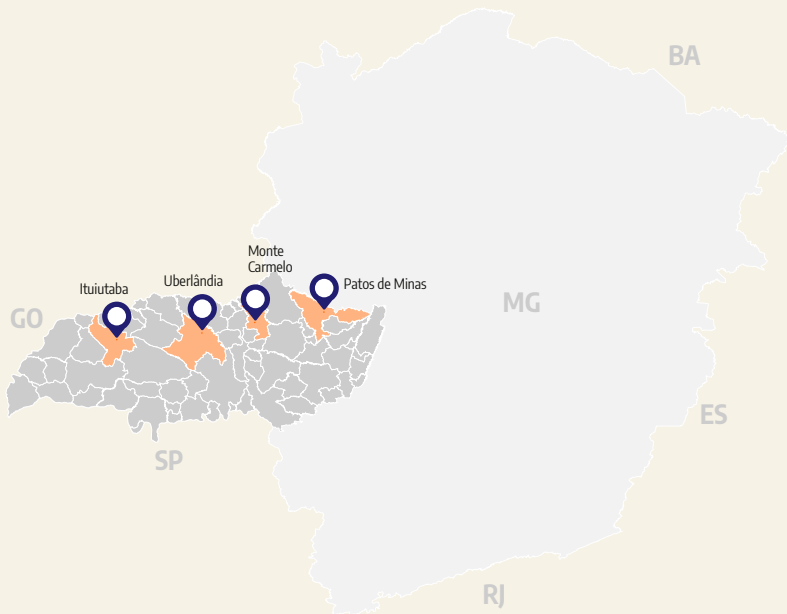 BA
Monte
Carmelo
Ituiutaba
Uberlândia
Patos de Minas
GO
MG
ES
SP
RJ